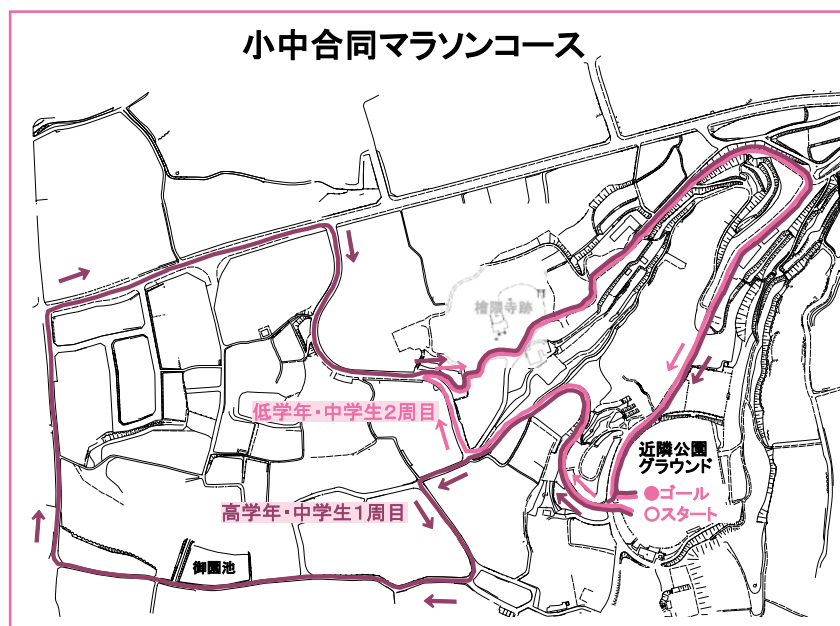 小中合同マラソンコース
檜隈寺跡
低学年・中学生2周目
近隣公園
グラウンド
●ゴール
○スタート
高学年・中学生1周目
御園池